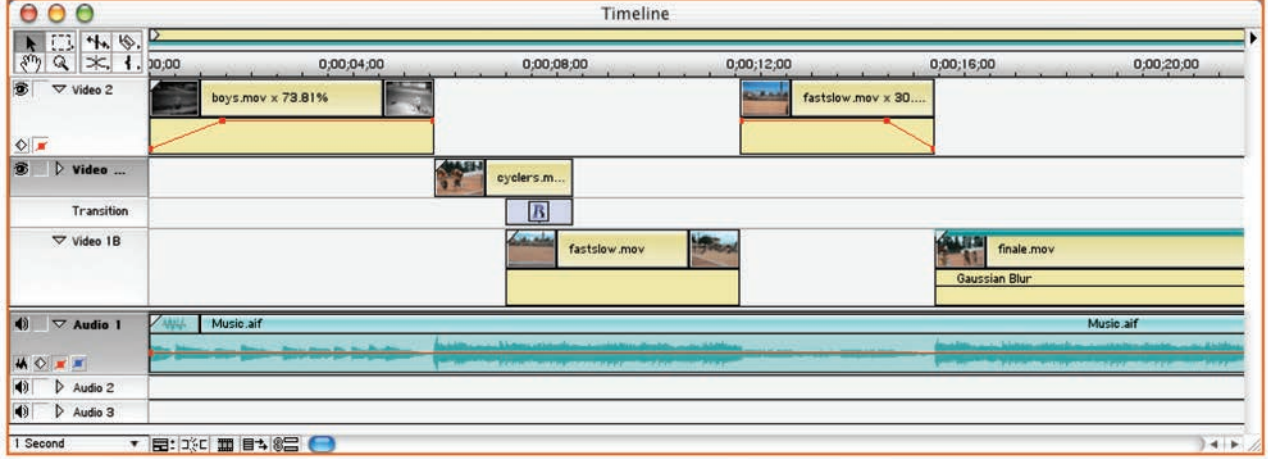 Timeline
00;00 0;00;04;00 0;00;08;00 0;00;12;00 0;00;16;00 0;00;20;00
Video 2
boys.mov x 73.81%
fastslow.mov x 30....
Video ...
cyclers.m...
Transition
B
Video 1B
fastslow.mov
finale.mov
Gaussian Blur
Audio 1
Music.aif
Music.aif
Audio 2
Audio 3
1 Second